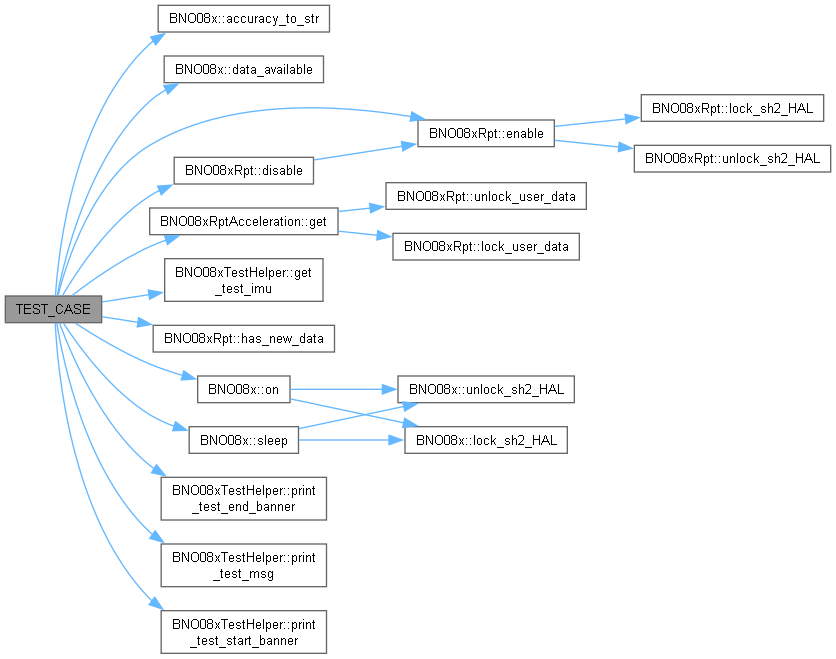 BNO08x::accuracy_to_str
BNO08x::data_available
BNO08xRpt::lock_sh2_HAL
BNO08xRpt::enable
BNO08xRpt::unlock_sh2_HAL
BNO08xRpt::disable
BNO08xRpt::unlock_user_data
BNO08xRptAcceleration::get
BNO08xRpt::lock_user_data
BNO08xTestHelper::get
_test_imu
TEST_CASE
BNO08xRpt::has_new_data
BNO08x::on
BNO08x::unlock_sh2_HAL
BNO08x::sleep
BNO08x::lock_sh2_HAL
BNO08xTestHelper::print
_test_end_banner
BNO08xTestHelper::print
_test_msg
BNO08xTestHelper::print
_test_start_banner